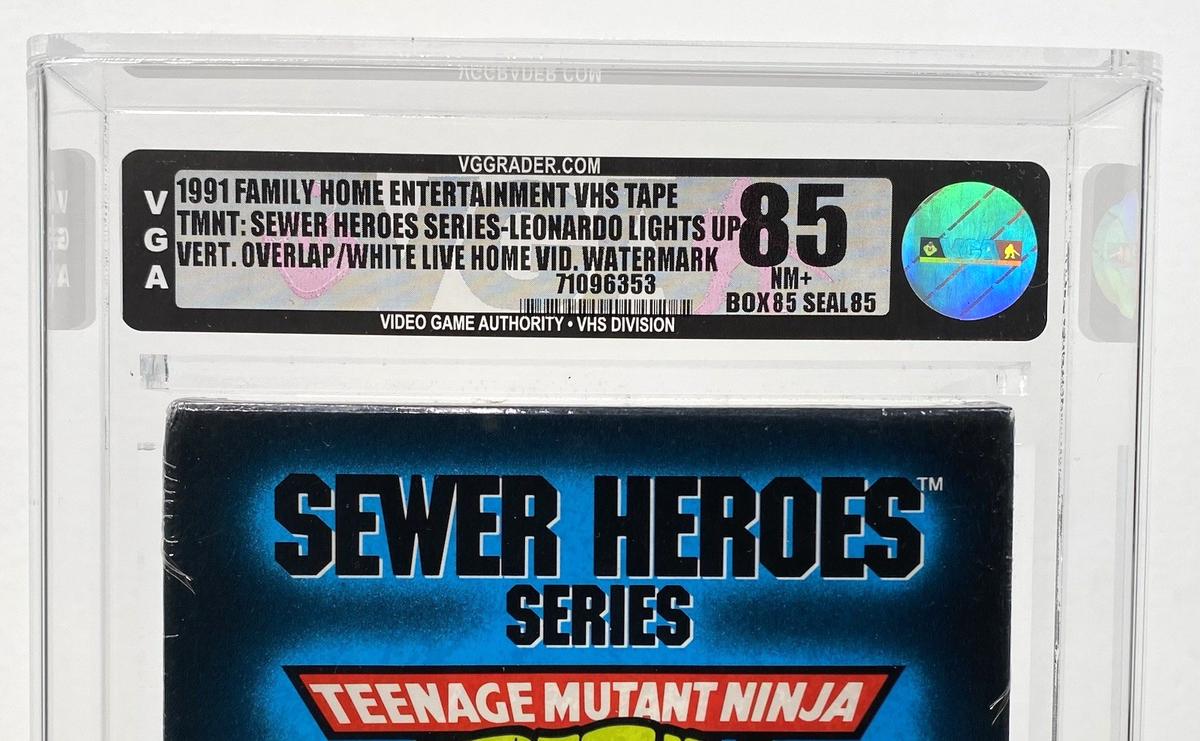 VGGRADER.COM
VGA
1991 FAMILY HOME ENTERTAINMENT VHS TAPE
TMNT: SEWER HEROES SERIES-LEONARDO LIGHTS UP
VERT. OVERLAP/WHITE LIVE HOME VID. WATERMARK
71096353
85
NM+
BOX85 SEAL85
VGA
VIDEO GAME AUTHORITY • VHS DIVISION
SEWER HEROES™
SERIES
TEENAGE MUTANT NINJA